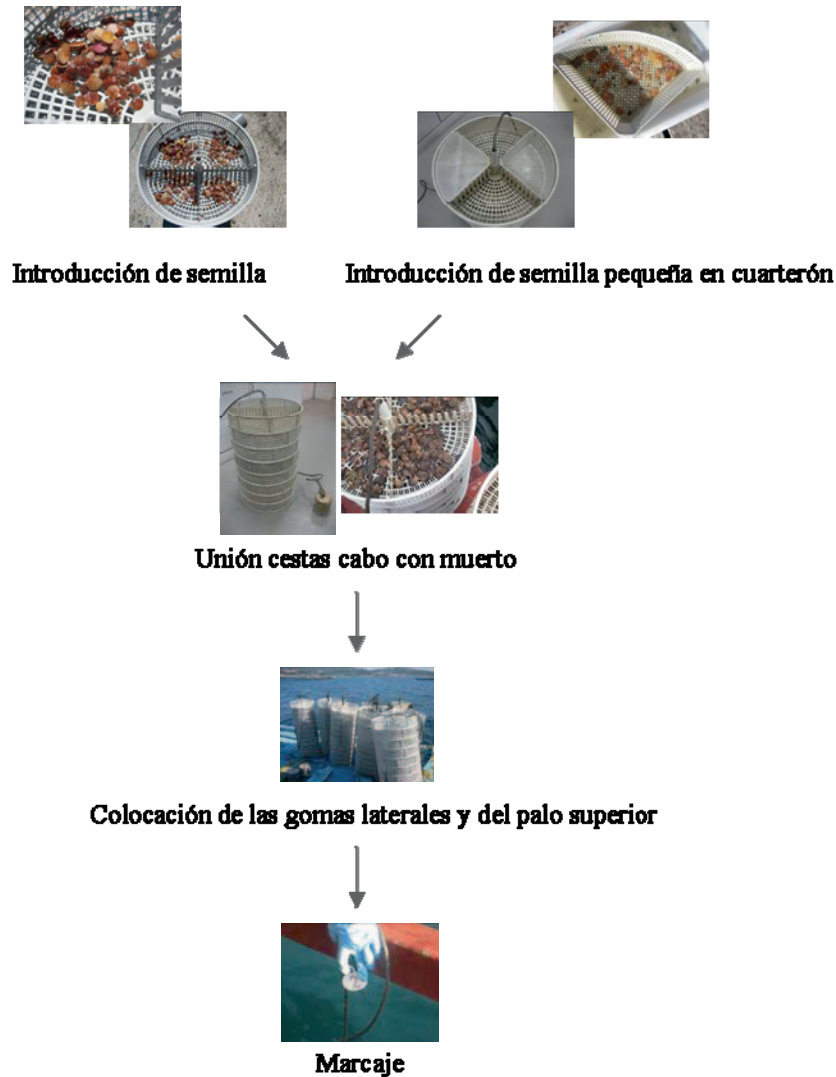 Introducción de semilla
Introducción de semilla pequeña en cuarterón
Unión cestas cabo con muerto
Colocación de las gomas laterales y del palo superior
Marcaje